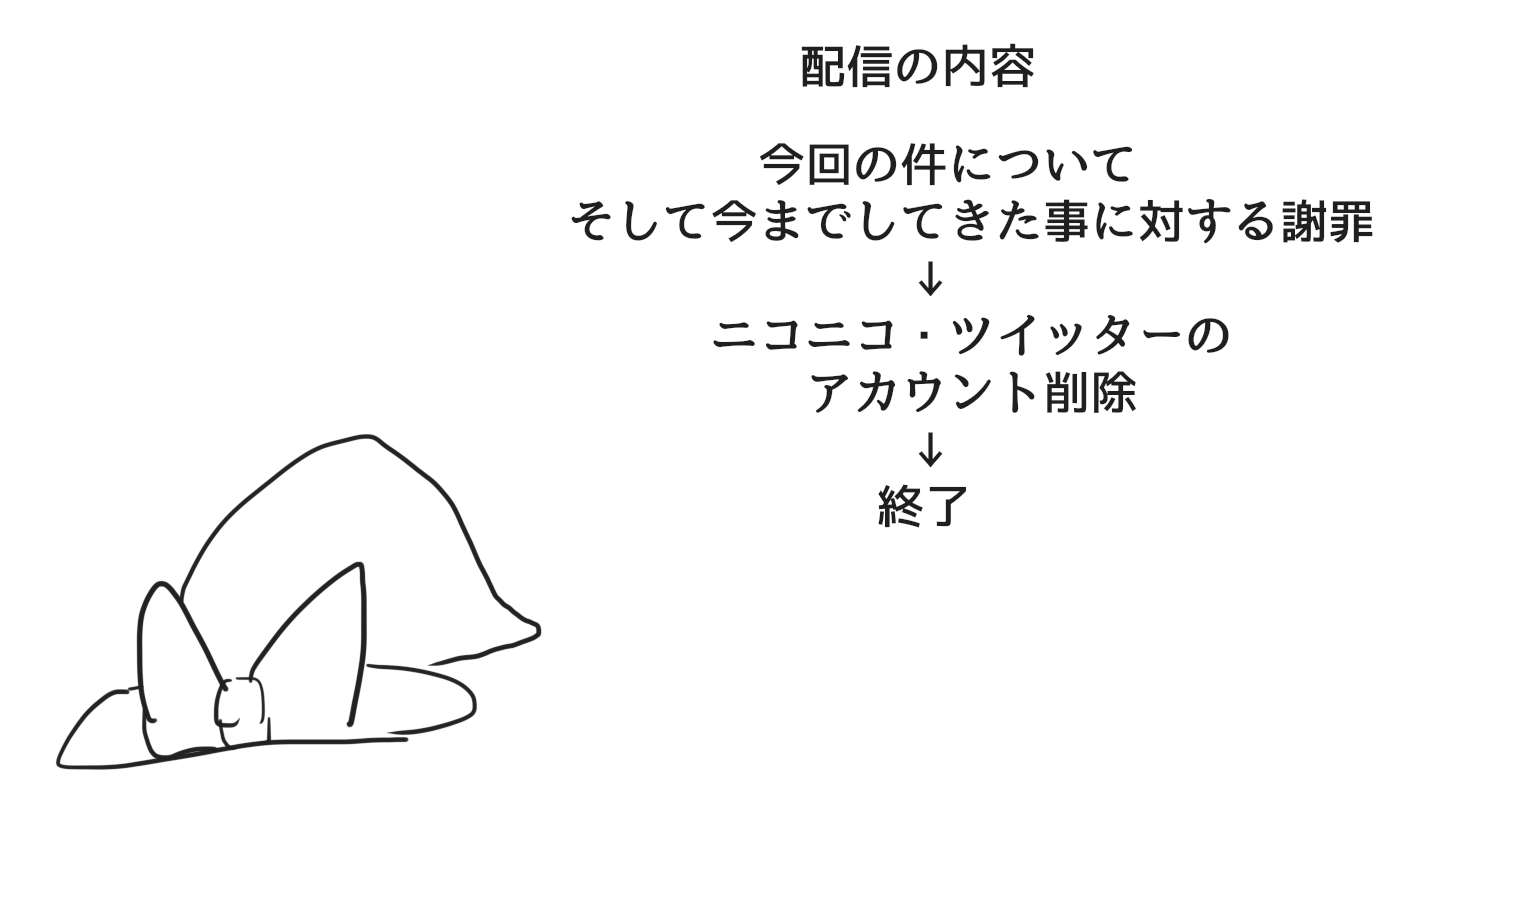 配信の内容
今回の件について
そして今までしてきた事に対する謝罪
↓
ニコニコ・ツイッターの
アカウント削除
↓
終了